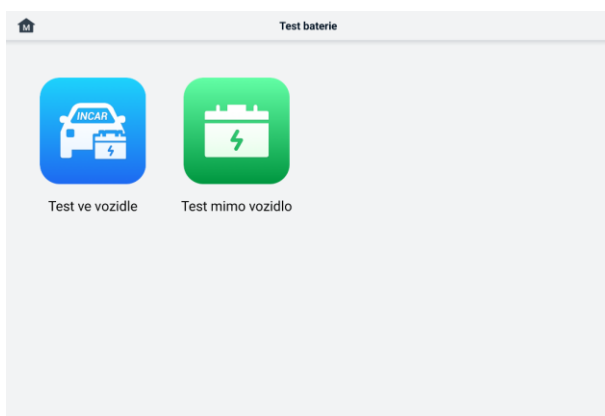 M
Test baterie
INCAR
Test ve vozidle
Test mimo vozidlo